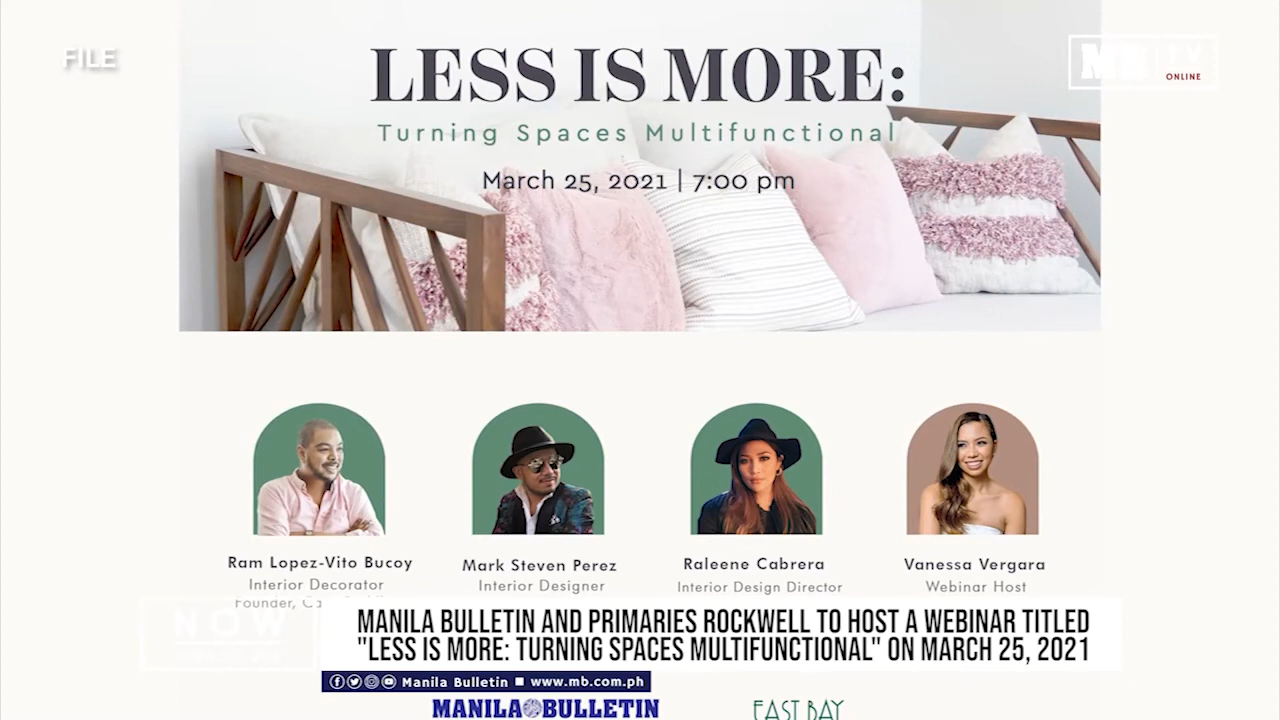 FILE
MB TV
ONLINE
LESS IS MORE:
Turning Spaces Multifunctional
March 25, 2021 | 7:00 pm
Ram Lopez-Vito Bucoy
Interior Decorator
Founder,
Mark Steven Perez
Interior Designer
Raleene Cabrera
Interior Design Director
Vanessa Vergara
Webinar Host
NOW
MANILA BULLETIN AND PRIMARIES ROCKWELL TO HOST A WEBINAR TITLED
"LESS IS MORE: TURNING SPACES MULTIFUNCTIONAL" ON MARCH 25, 2021
Manila Bulletin ■ www.mb.com.ph
MANILA BULLETIN
EAST BAY